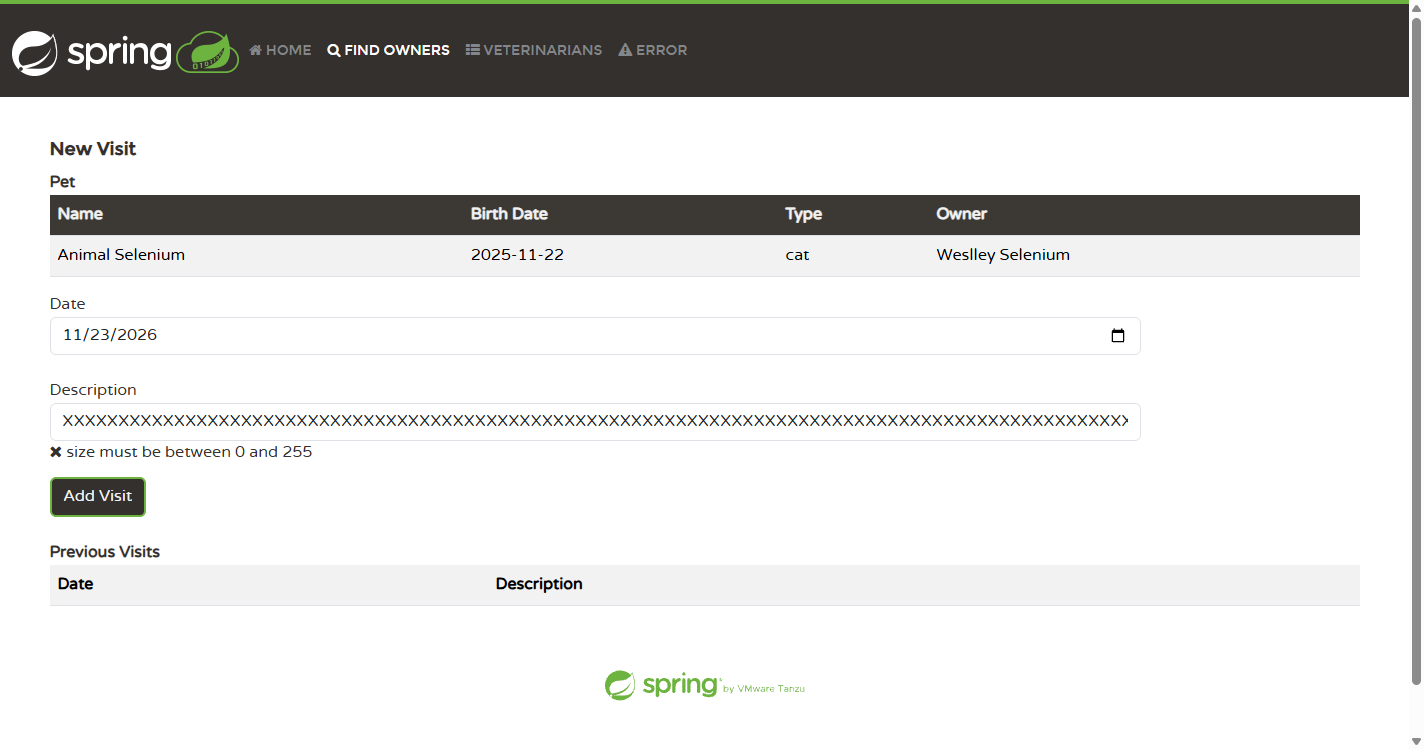 spring HOME FIND OWNERS VETERINARIANS ERROR
New Visit
Pet
Name Birth Date Type Owner
Animal Selenium 2025-11-22 cat Weslley Selenium
Date
11/23/2026
Description
XXXXXXXXXXXXXXXXXXXXXXXXXXXXXXXXXXXXXXXXXXXXXXXXXXXXXXXXXXXXXXXXXXXXXXXXXXXXXXXXXXXXXXXXXXXXXXXXX
size must be between 0 and 255
Add Visit
Previous Visits
Date Description
spring by VMware Tanzu